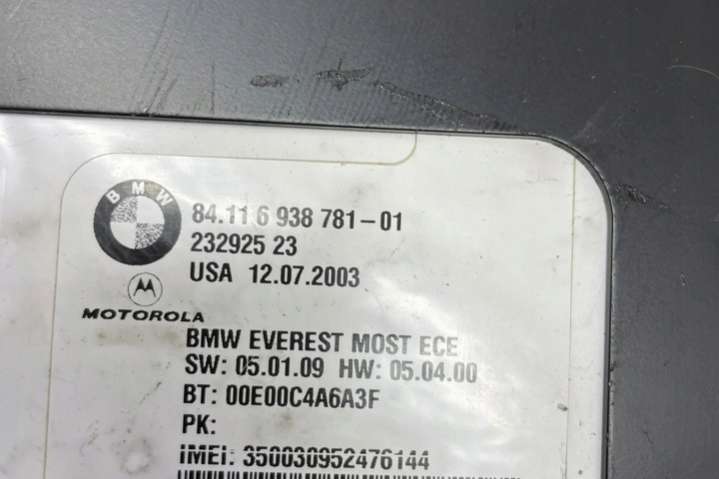 BMW
84.11 6 938 781-01
232925 23
USA 12.07.2003
MOTOROLA
BMW EVEREST MOST ECE
SW: 05.01.09 HW: 05.04.00
BT: 00E00C4A6A3F
PK:
IMEI: 350030952476144